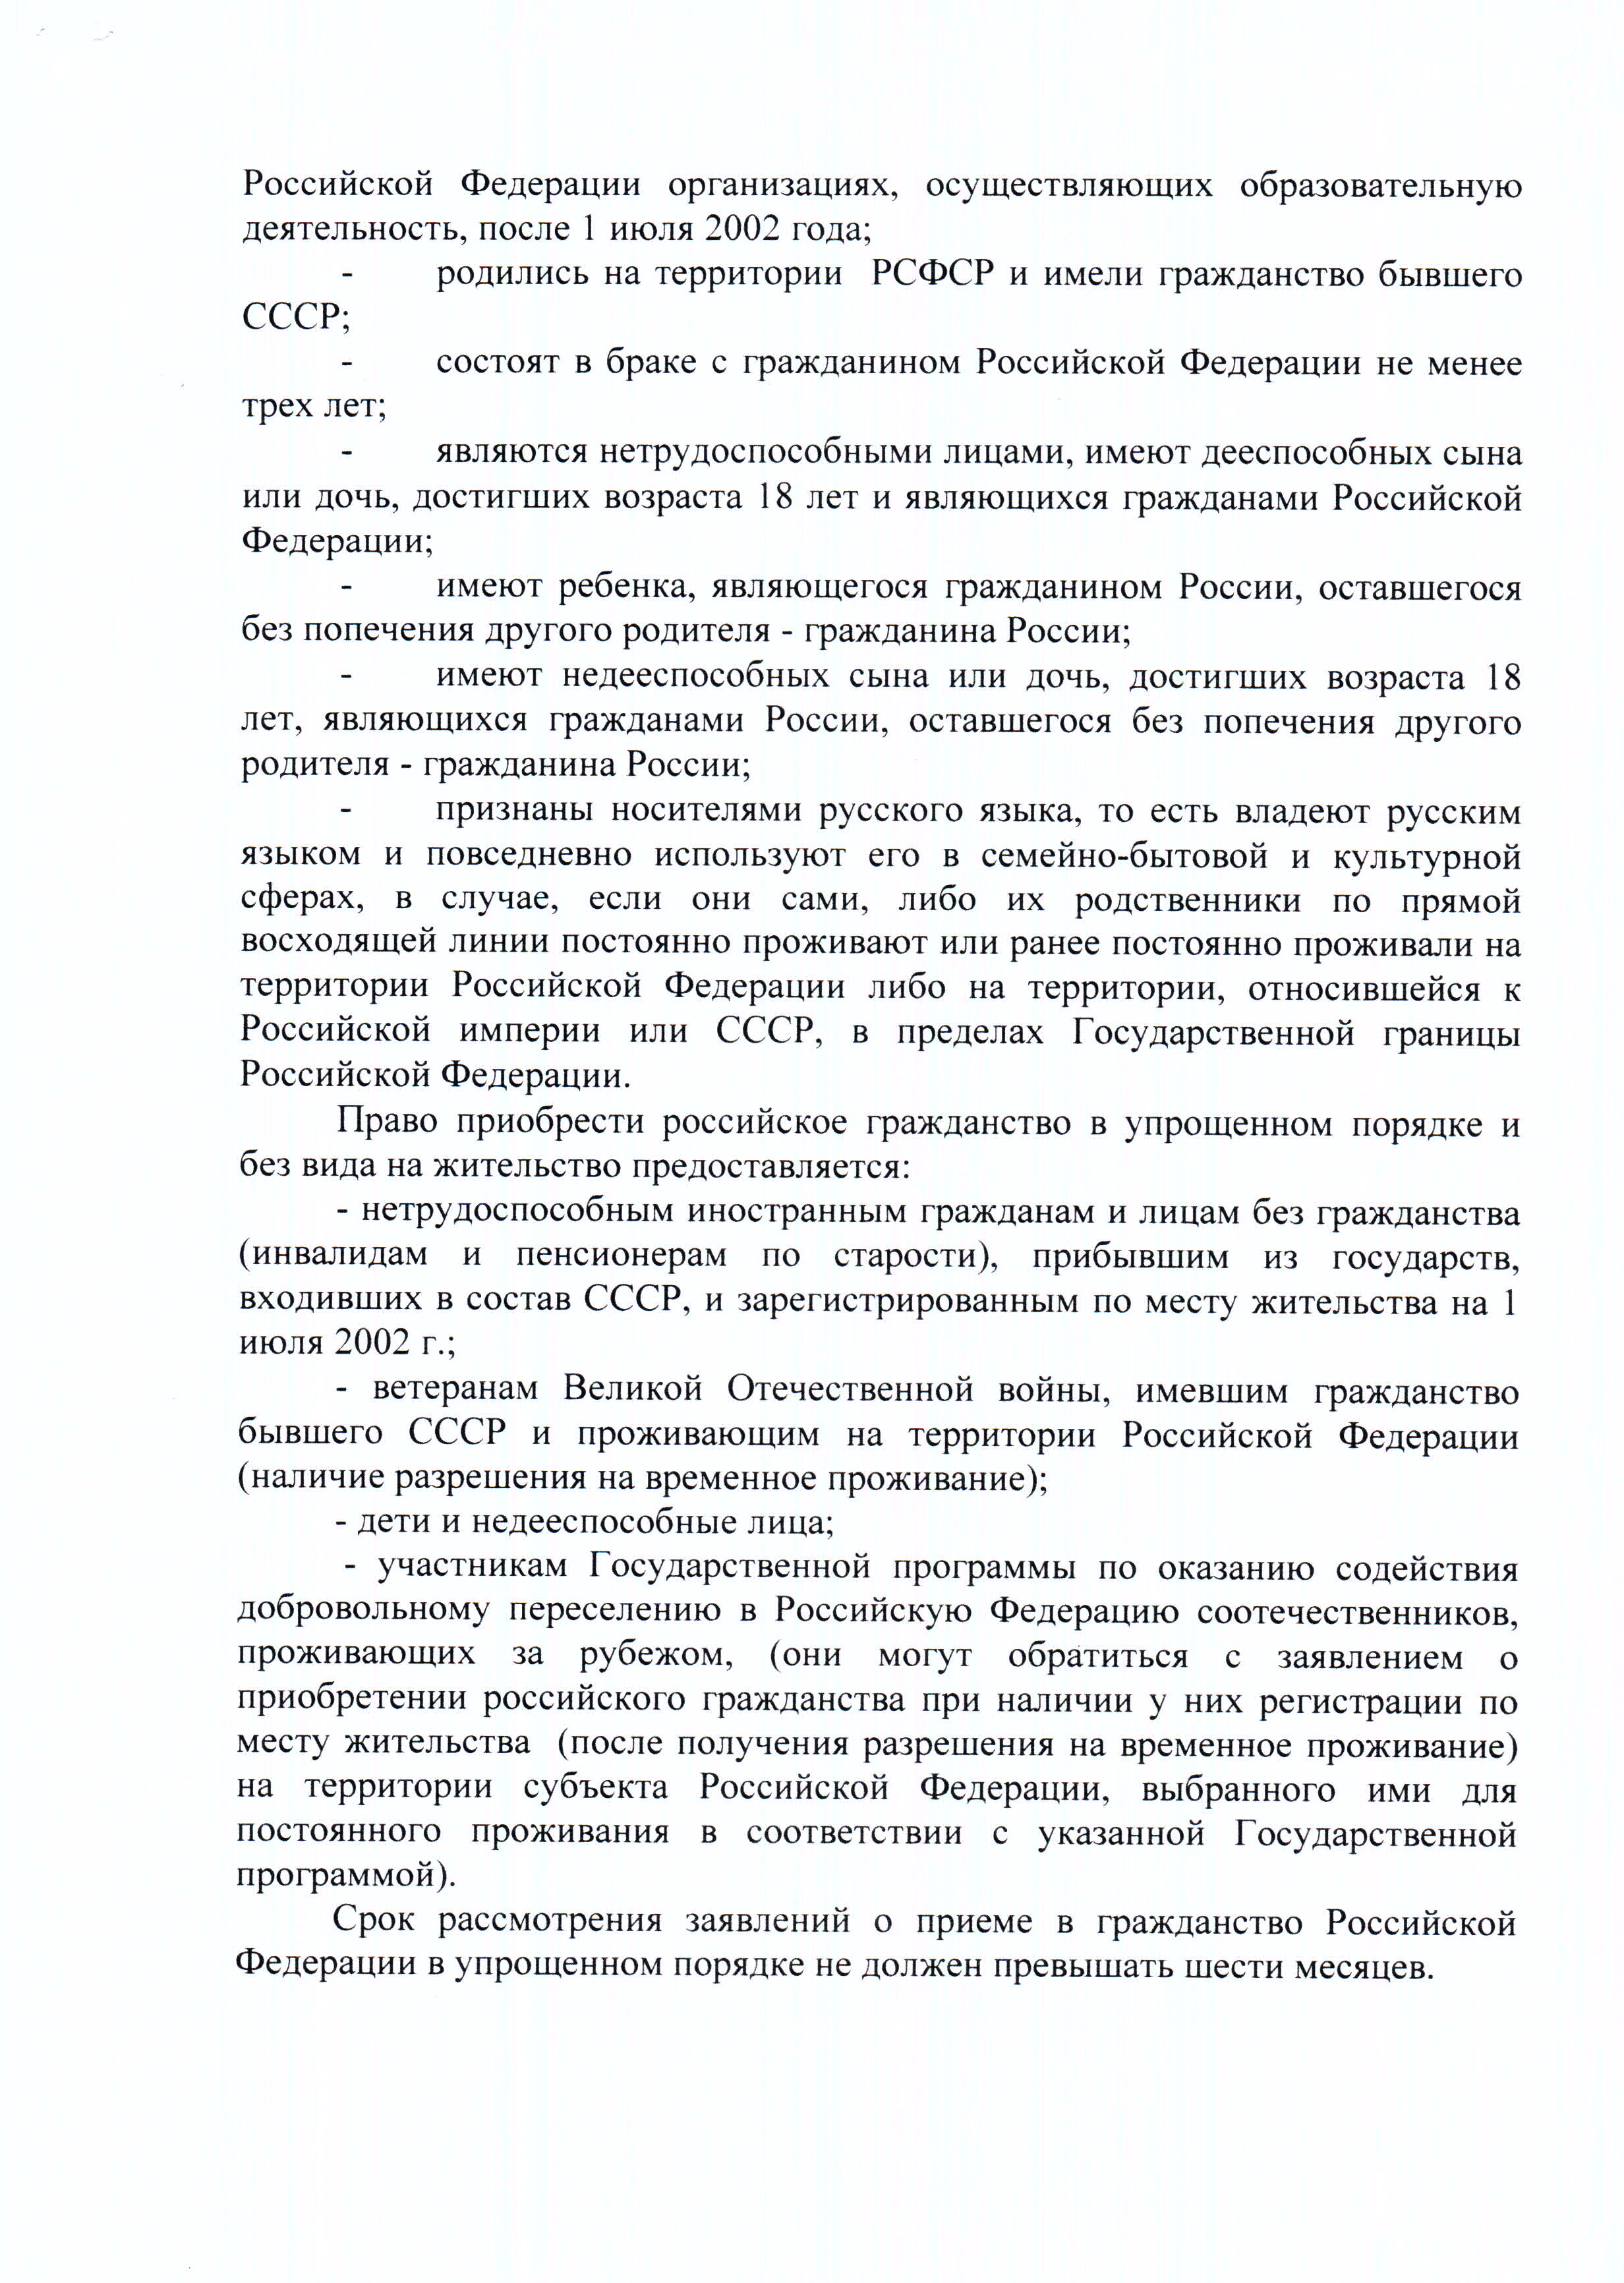 Российской Федерации организациях, осуществляющих образовательную
деятельность, после 1 июля 2002 года;
- родились на территории РСФСР и имели гражданство бывшего
СССР;
- состоят в браке с гражданином Российской Федерации не менее
трех лет;
- являются нетрудоспособными лицами, имеют дееспособных сына
или дочь, достигших возраста 18 лет и являющихся гражданами Российской
Федерации;
- имеют ребенка, являющегося гражданином России, оставшегося
без попечения другого родителя - гражданина России;
- имеют недееспособных сына или дочь, достигших возраста 18
лет, являющихся гражданами России, оставшегося без попечения другого
родителя - гражданина России;
- признаны носителями русского языка, то есть владеют русским
языком и повседневно используют его в семейно-бытовой и культурной
сферах, в случае, если они сами, либо их родственники по прямой
восходящей линии постоянно проживают или ранее постоянно проживали на
территории Российской Федерации либо на территории, относившейся к
Российской империи или СССР, в пределах Государственной границы
Российской Федерации.
Право приобрести российское гражданство в упрощенном порядке и
без вида на жительство предоставляется:
- нетрудоспособным иностранным гражданам и лицам без гражданства
(инвалидам и пенсионерам по старости), прибывшим из государств,
входивших в состав СССР, и зарегистрированным по месту жительства на 1
июля 2002 г.;
- ветеранам Великой Отечественной войны, имевшим гражданство
бывшего СССР и проживающим на территории Российской Федерации
(наличие разрешения на временное проживание);
- дети и недееспособные лица;
- участникам Государственной программы по оказанию содействия
добровольному переселению в Российскую Федерацию соотечественников,
проживающих за рубежом, (они могут обратиться с заявлением о
приобретении российского гражданства при наличии у них регистрации по
месту жительства (после получения разрешения на временное проживание)
на территории субъекта Российской Федерации, выбранного ими для
постоянного проживания в соответствии с указанной Государственной
программой).
Срок рассмотрения заявлений о приеме в гражданство Российской
Федерации в упрощенном порядке не должен превышать шести месяцев.